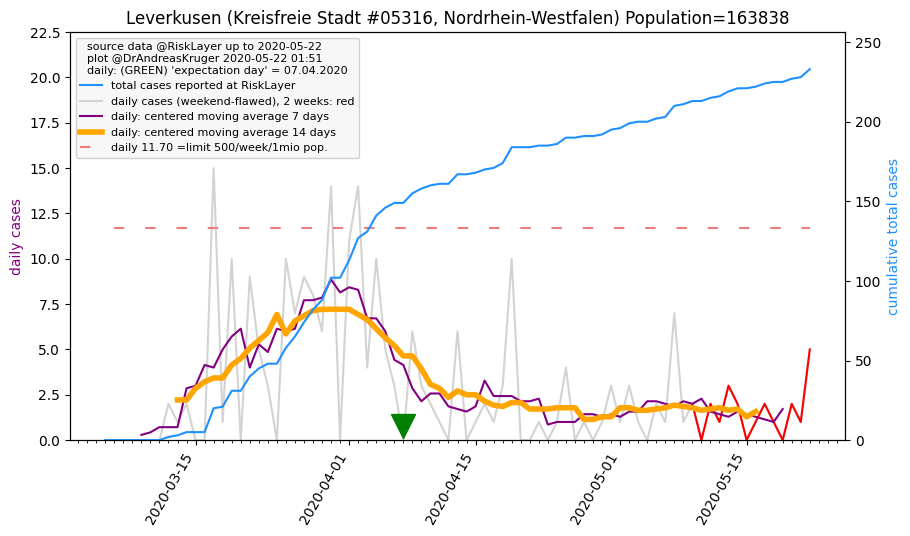 Leverkusen (Kreisfreie Stadt #05316, Nordrhein-Westfalen) Population=163838
source data @RiskLayer up to 2020-05-22
plot @DrAndreasKruger 2020-05-22 01:51
daily: (GREEN) 'expectation day' = 07.04.2020
total cases reported at RiskLayer
daily cases (weekend-flawed), 2 weeks: red
daily: centered moving average 7 days
daily: centered moving average 14 days
daily 11.70 =limit 500/week/1mio pop.
daily cases
22.5
20.0
17.5
15.0
12.5
10.0
7.5
5.0
2.5
0.0
250
200
150
100
50
0
cumulative total cases
2020-03-15
2020-04-01
2020-04-15
2020-05-01
2020-05-15